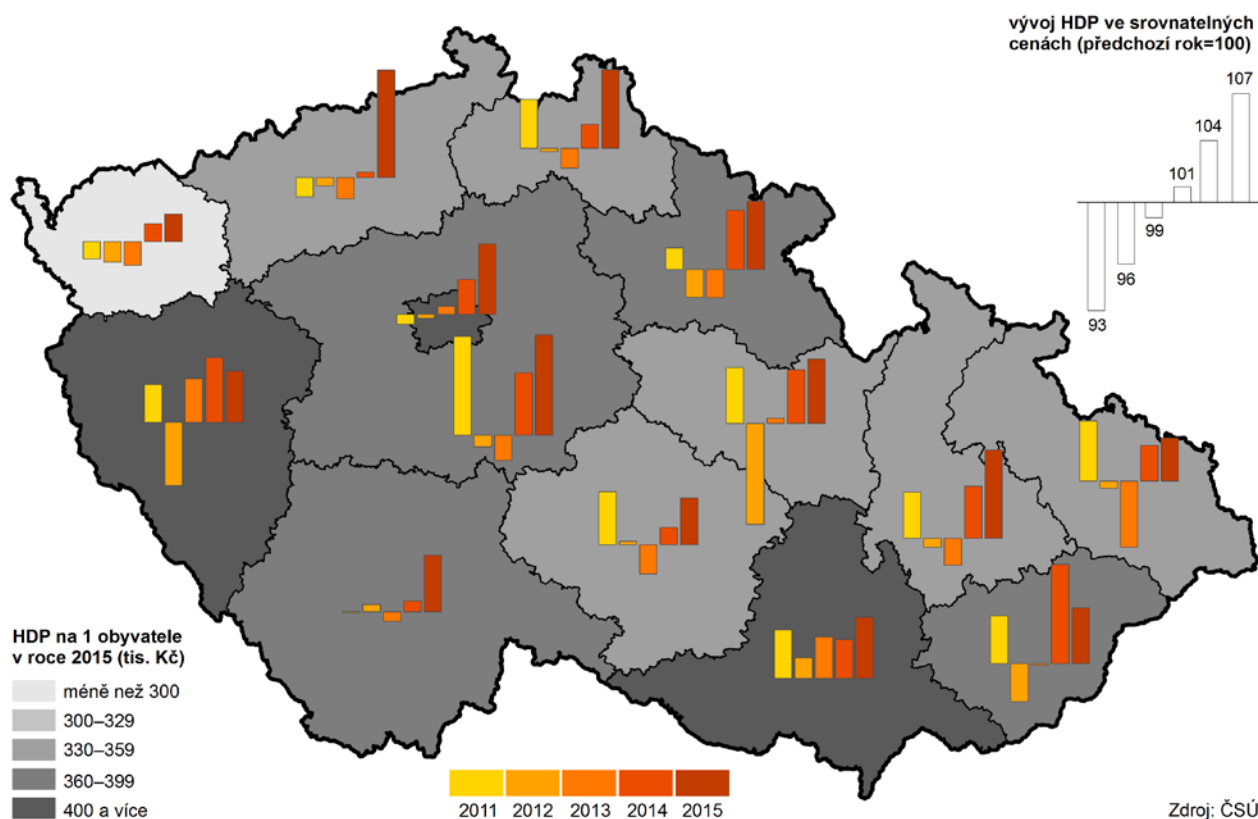 vývoj HDP ve srovnatelných
cenách (předchozí rok=100)
107
104
101
99
96
93
HDP na 1 obyvatele
v roce 2015 (tis. Kč)
méně než 300
300–329
330–359
360–399
400 a více
2011 2012 2013 2014 2015
Zdroj: ČSÚ